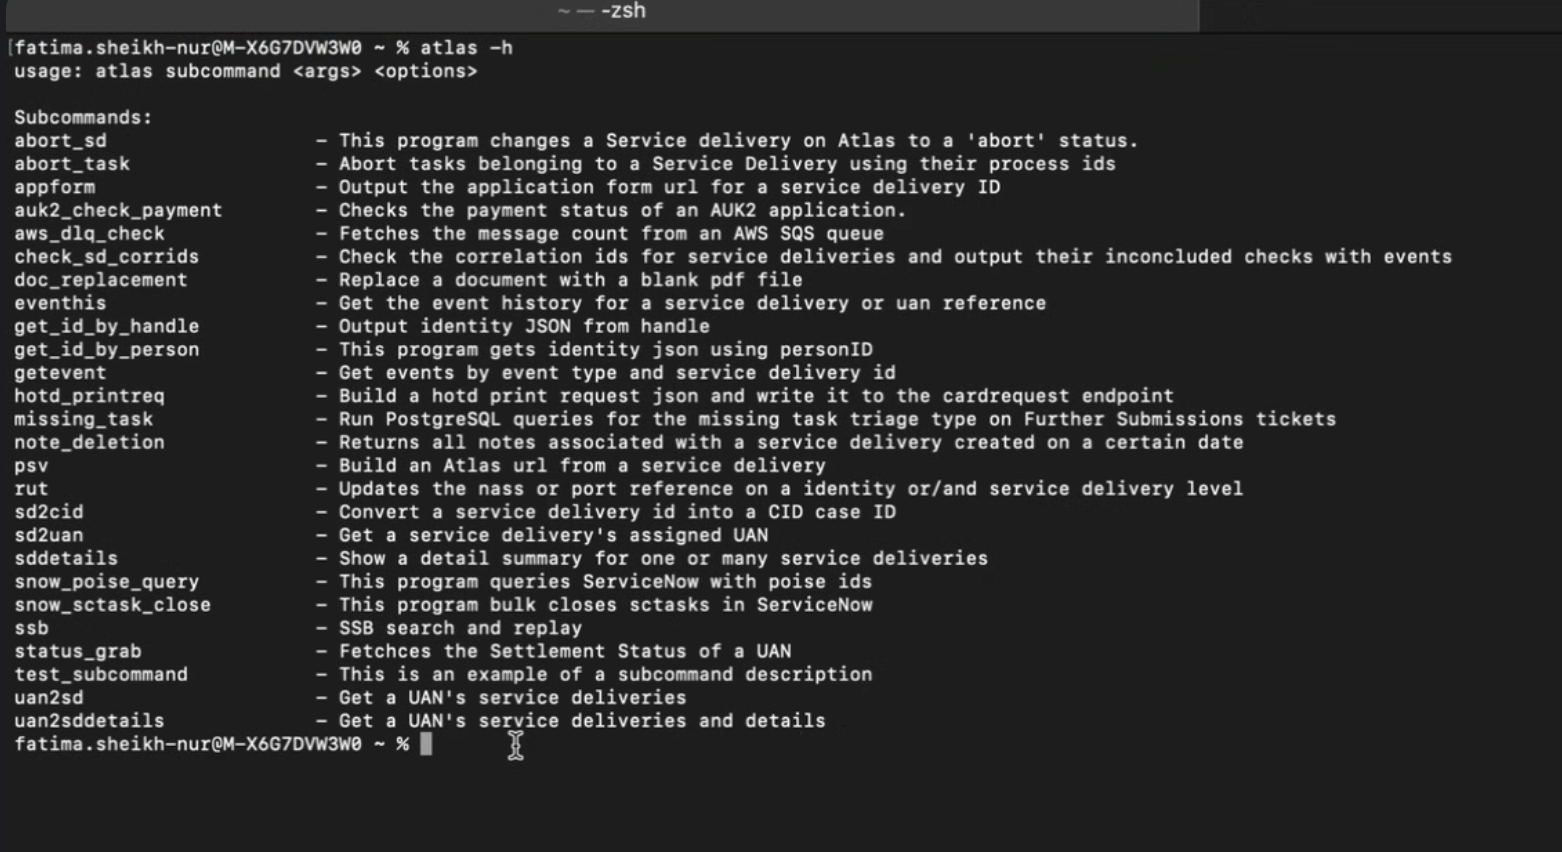 ~ — -zsh
[fatima.sheikh-nur@M-X6G7DVW3W0 ~ % atlas -h
usage: atlas subcommand <args> <options>
Subcommands:
abort_sd - This program changes a Service delivery on Atlas to a 'abort' status.
abort_task - Abort tasks belonging to a Service Delivery using their process ids
appform - Output the application form url for a service delivery ID
auk2_check_payment - Checks the payment status of an AUK2 application.
aws_dlq_check - Fetches the message count from an AWS SQS queue
check_sd_corrids - Check the correlation ids for service deliveries and output their inconcluded checks with events
doc_replacement - Replace a document with a blank pdf file
eventhis - Get the event history for a service delivery or uan reference
get_id_by_handle - Output identity JSON from handle
get_id_by_person - This program gets identity json using personID
getevent - Get events by event type and service delivery id
hotd_printreq - Build a hotd print request json and write it to the cardrequest endpoint
missing_task - Run PostgreSQL queries for the missing task triage type on Further Submissions tickets
note_deletion - Returns all notes associated with a service delivery created on a certain date
psv - Build an Atlas url from a service delivery
rut - Updates the nass or port reference on a identity or/and service delivery level
sd2cid - Convert a service delivery id into a CID case ID
sd2uan - Get a service delivery's assigned UAN
sddetails - Show a detail summary for one or many service deliveries
snow_poise_query - This program queries ServiceNow with poise ids
snow_sctask_close - This program bulk closes sctasks in ServiceNow
ssb - SSB search and replay
status_grab - Fetchces the Settlement Status of a UAN
test_subcommand - This is an example of a subcommand description
uan2sd - Get a UAN's service deliveries
uan2sddetails - Get a UAN's service deliveries and details
fatima.sheikh-nur@M-X6G7DVW3W0 ~ %